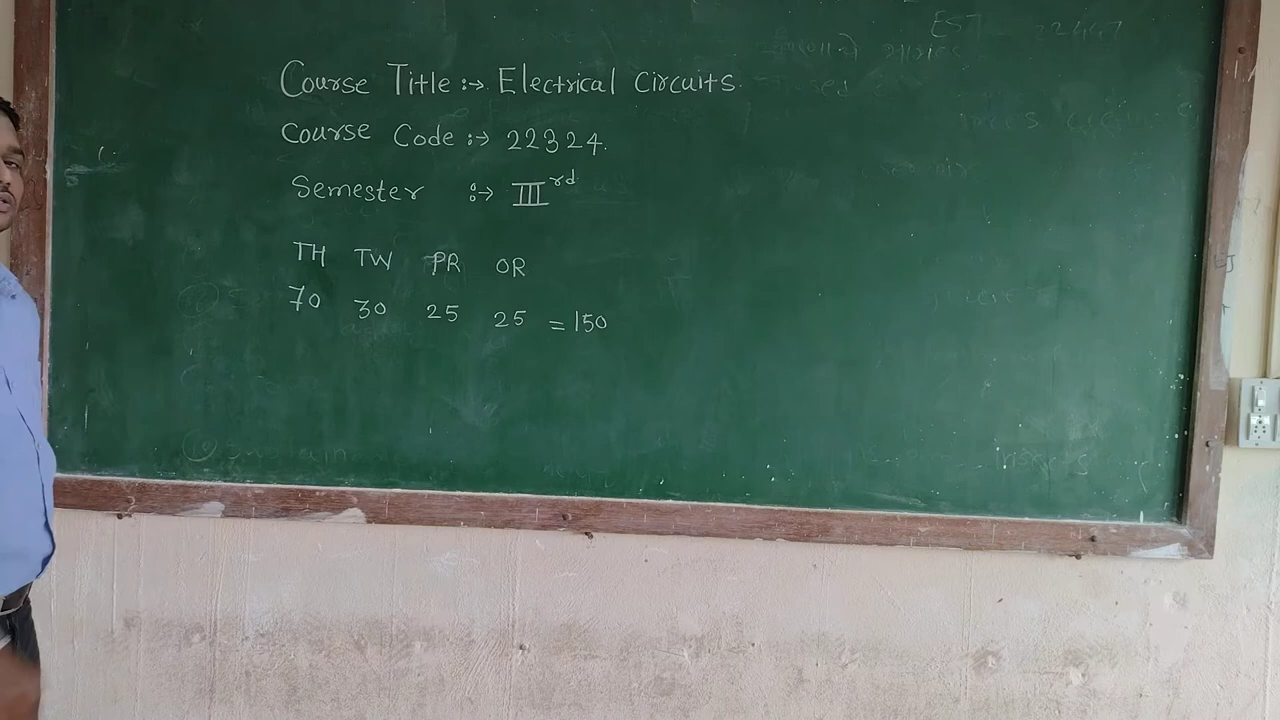 Course Title :→ Electrical Circuits.
Course Code :→ 22324.
Semester :→ III rd
TH TW PR OR
70 30 25 25 = 150